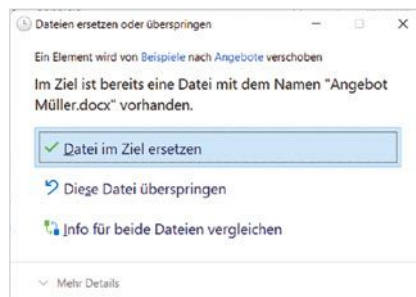 Dateien ersetzen oder überspringen
Ein Element wird von Beispiele nach Angebote verschoben
Im Ziel ist bereits eine Datei mit dem Namen "Angebot
Müller.docx" vorhanden.
Datei im Ziel ersetzen
Diese Datei überspringen
Info für beide Dateien vergleichen
Mehr Details